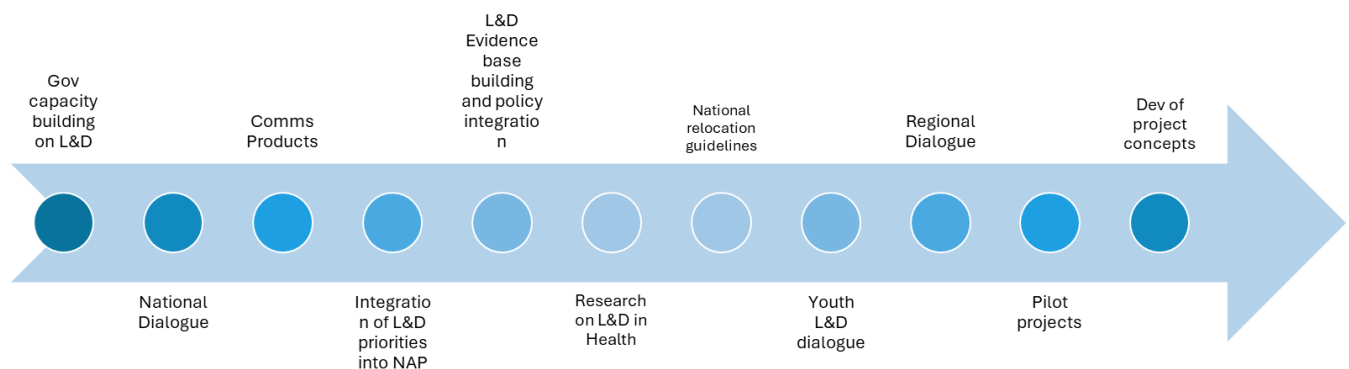 Gov
capacity
building
on L&D
National
Dialogue
Comms
Products
Integratio
n of L&D
priorities
into NAP
L&D
Evidence
base
building
and policy
integratio
n
Research
on L&D in
Health
National
relocation
guidelines
Youth
L&D
dialogue
Regional
Dialogue
Pilot
projects
Dev of
project
concepts